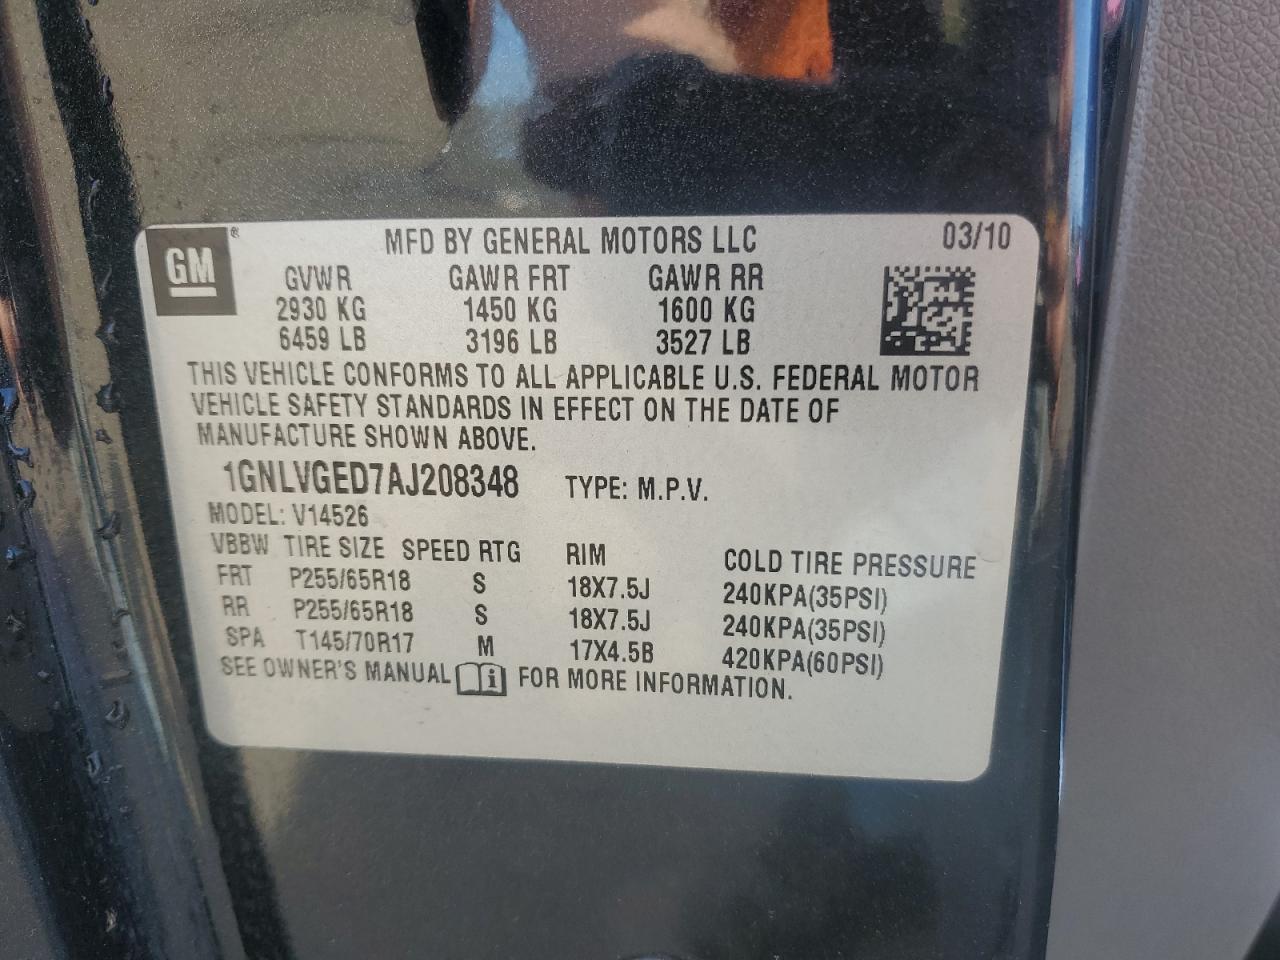 GM® MFD BY GENERAL MOTORS LLC 03/10
GVWR GAWR FRT GAWR RR
2930 KG 1450 KG 1600 KG
6459 LB 3196 LB 3527 LB
THIS VEHICLE CONFORMS TO ALL APPLICABLE U.S. FEDERAL MOTOR
VEHICLE SAFETY STANDARDS IN EFFECT ON THE DATE OF
MANUFACTURE SHOWN ABOVE.
1GNLVGED7AJ208348 TYPE: M.P.V.
MODEL: V14526
VBBW TIRE SIZE SPEED RTG RIM COLD TIRE PRESSURE
FRT P255/65R18 S 18X7.5J 240KPA(35PSI)
RR P255/65R18 S 18X7.5J 240KPA(35PSI)
SPA T145/70R17 M 17X4.5B 420KPA(60PSI)
SEE OWNER'S MANUAL i FOR MORE INFORMATION.